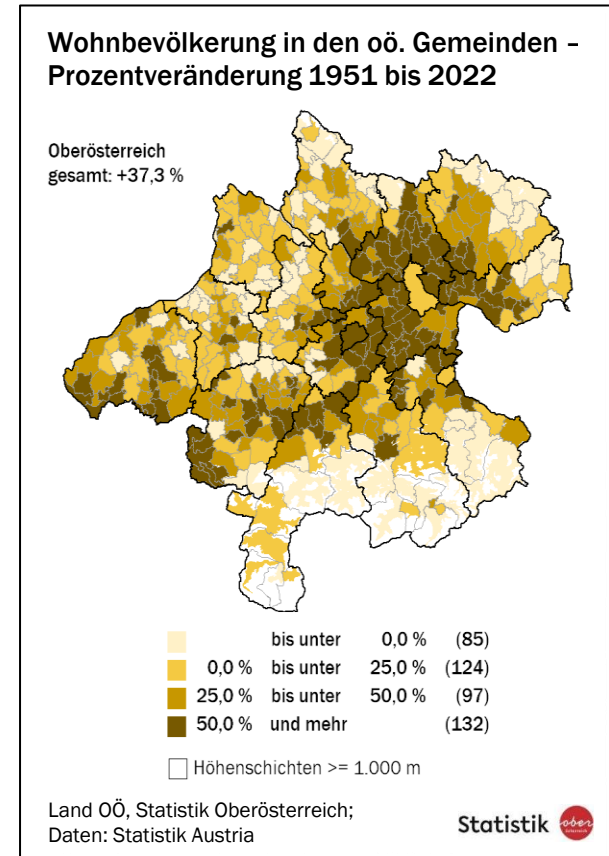 Wohnbevölkerung in den oö. Gemeinden –
Prozentveränderung 1951 bis 2022
Oberösterreich
gesamt: +37,3 %
bis unter 0,0 % (85)
0,0 % bis unter 25,0 % (124)
25,0 % bis unter 50,0 % (97)
50,0 % und mehr (132)
Höhenschichten >= 1.000 m
Land OÖ, Statistik Oberösterreich;
Daten: Statistik Austria
Statistik
ober
österreich